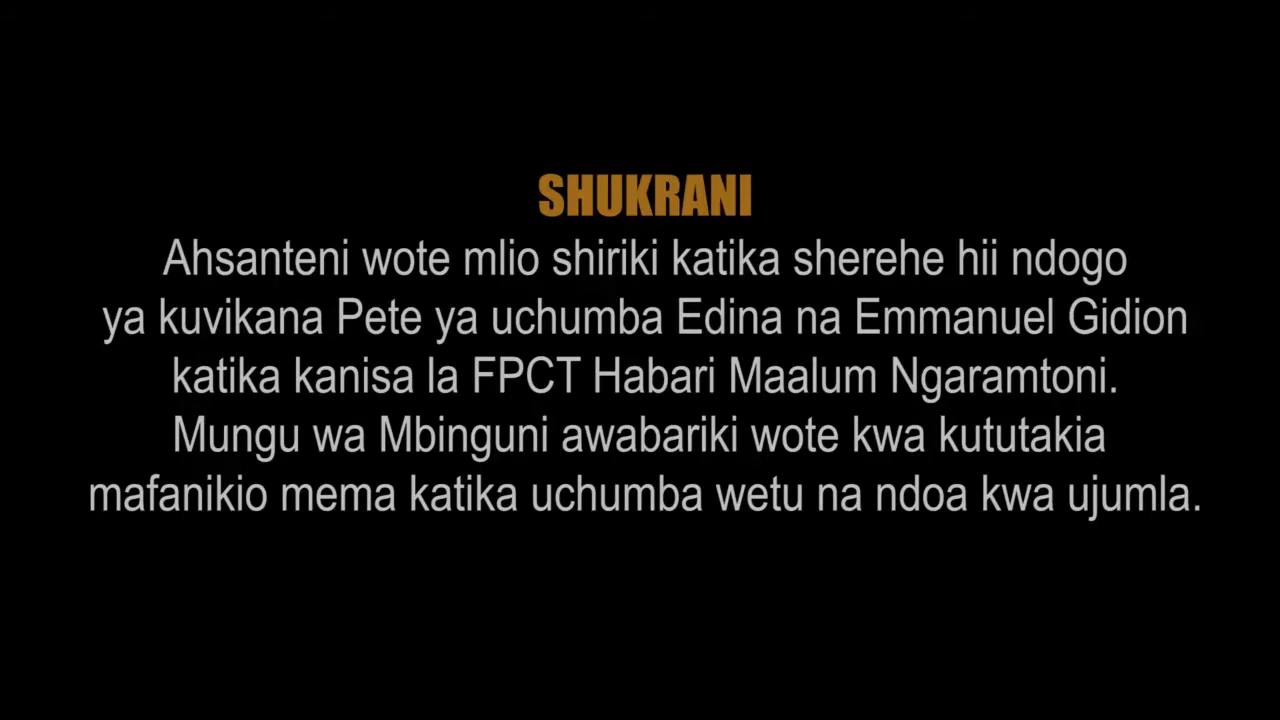 SHUKRANI
Ahsanteni wote mlio shiriki katika sherehe hii ndogo
ya kuvikana Pete ya uchumba Edina na Emmanuel Gidion
katika kanisa la FPCT Habari Maalum Ngaramtoni.
Mungu wa Mbinguni awabariki wote kwa kututakia
mafanikio mema katika uchumba wetu na ndoa kwa ujumla.